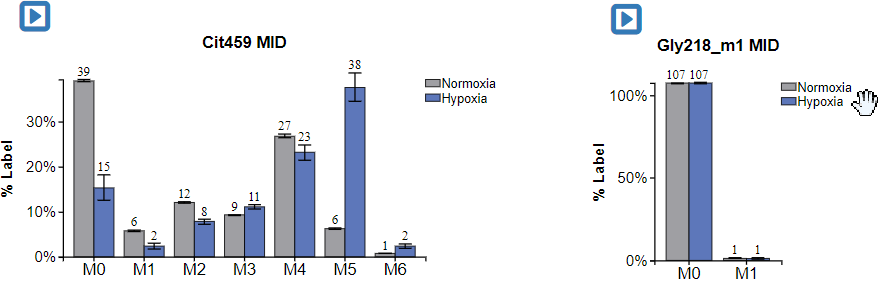 Cit459 MID
39
Normoxia
Hypoxia
38
30%
27
23
20%
15
12
11
10%
9
8
6
6
2
2
1
0%
M0 M1 M2 M3 M4 M5 M6
% Label
Gly218_m1 MID
107 107
Normoxia
Hypoxia
100%
50%
1 1
0%
M0 M1
% Label